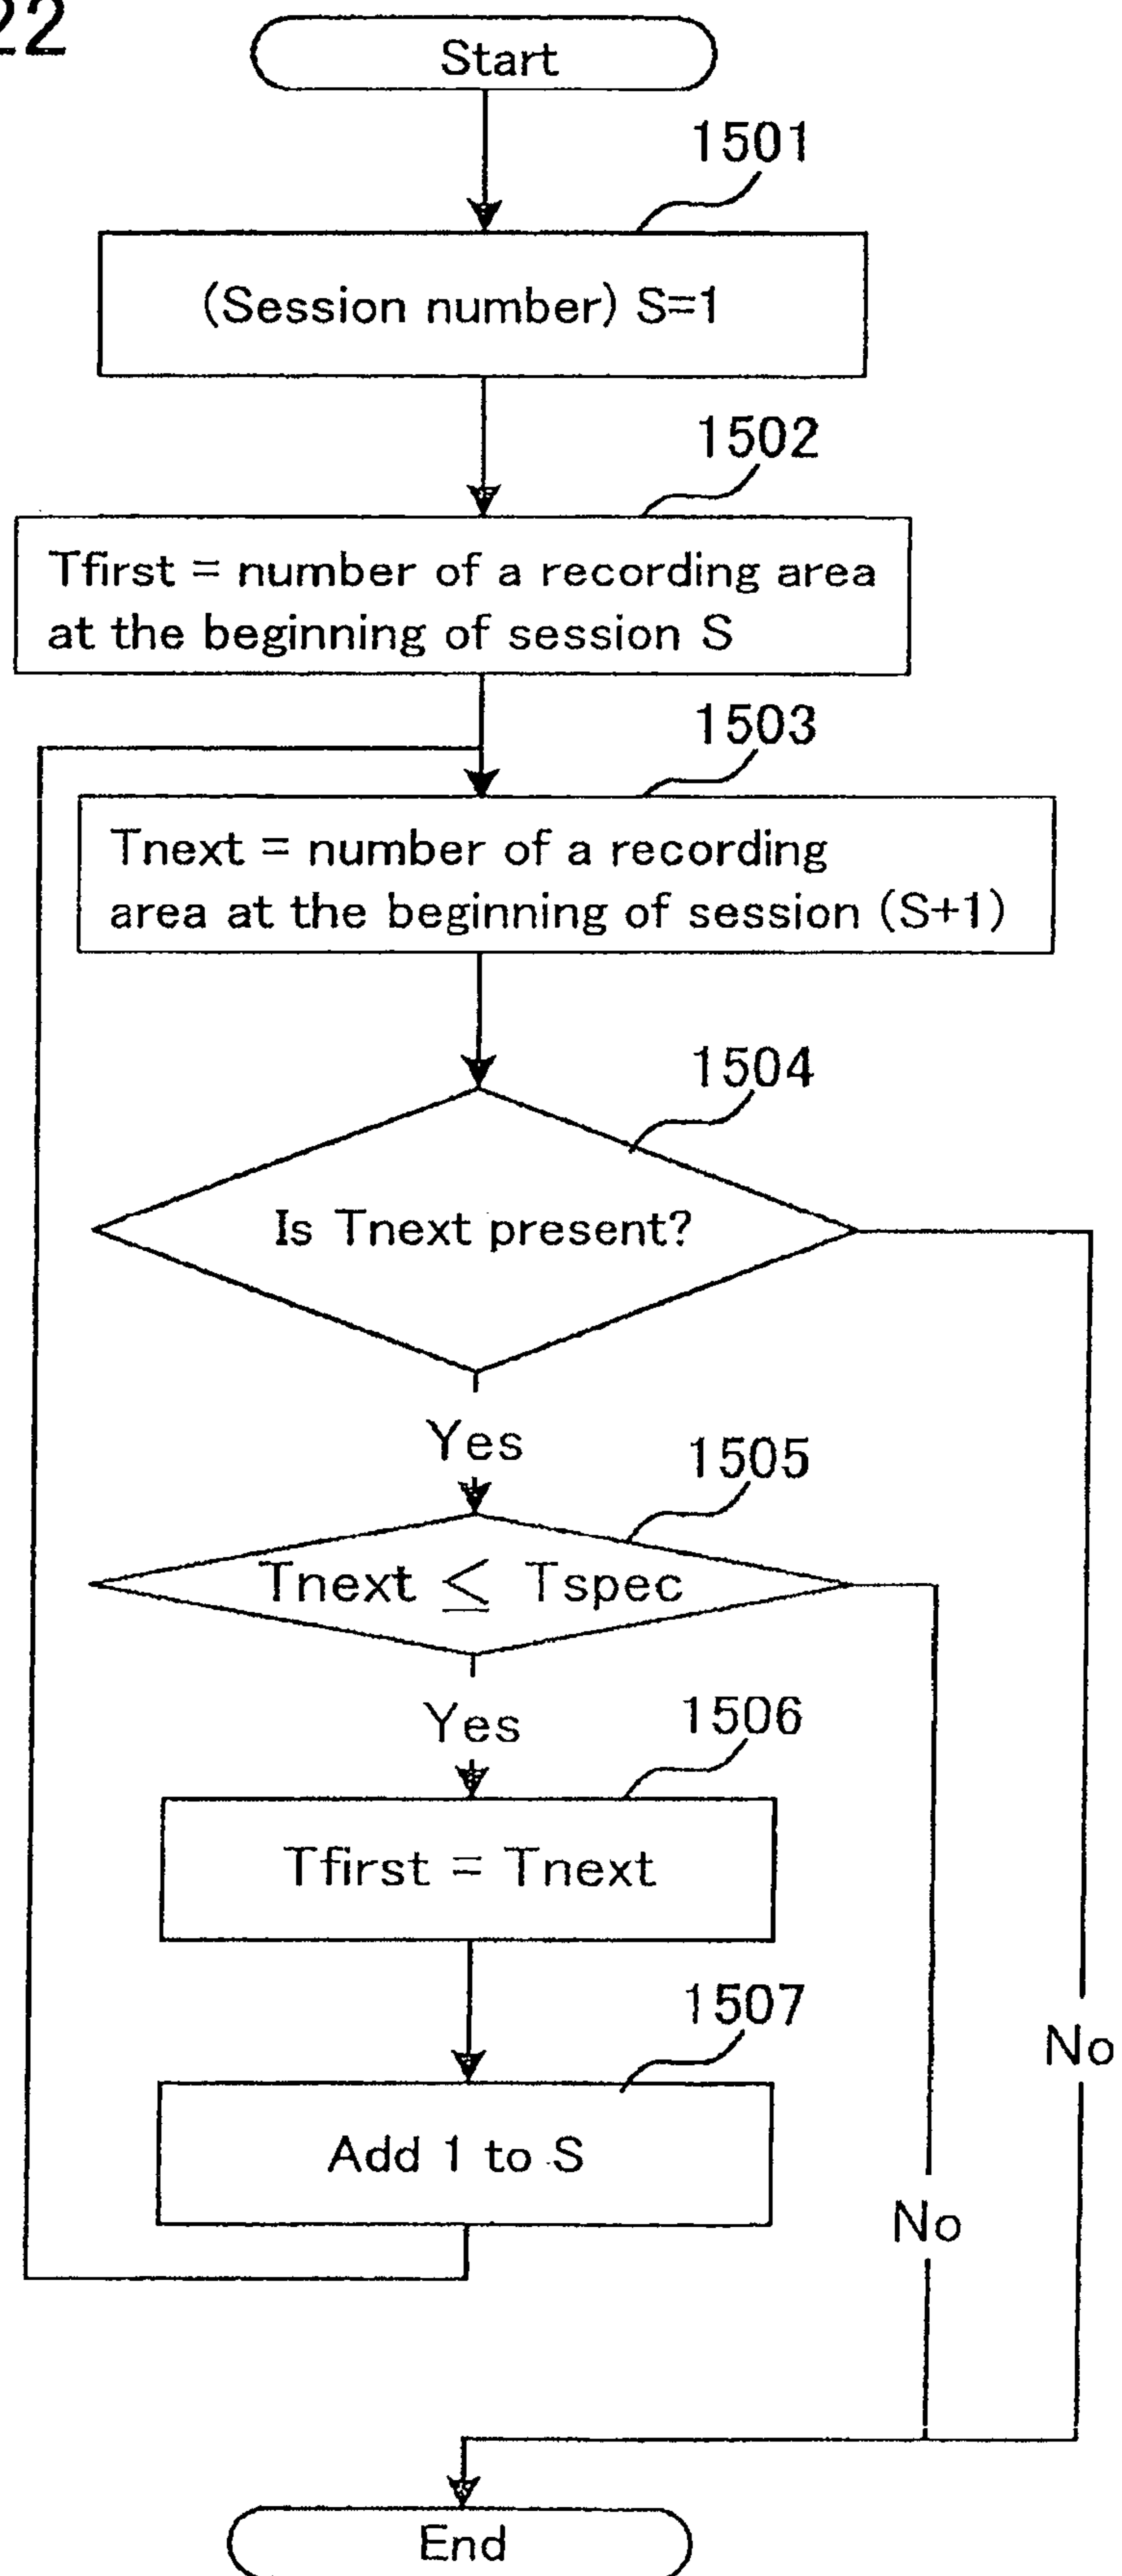 22
Start
1501
(Session number) S=1
1502
Tfirst = number of a recording area
at the beginning of session S
1503
Tnext = number of a recording
area at the beginning of session (S+1)
1504
Is Tnext present?
Yes
1505
Tnext ≤ Tspec
Yes
1506
Tfirst = Tnext
1507
Add 1 to S
No
No
End